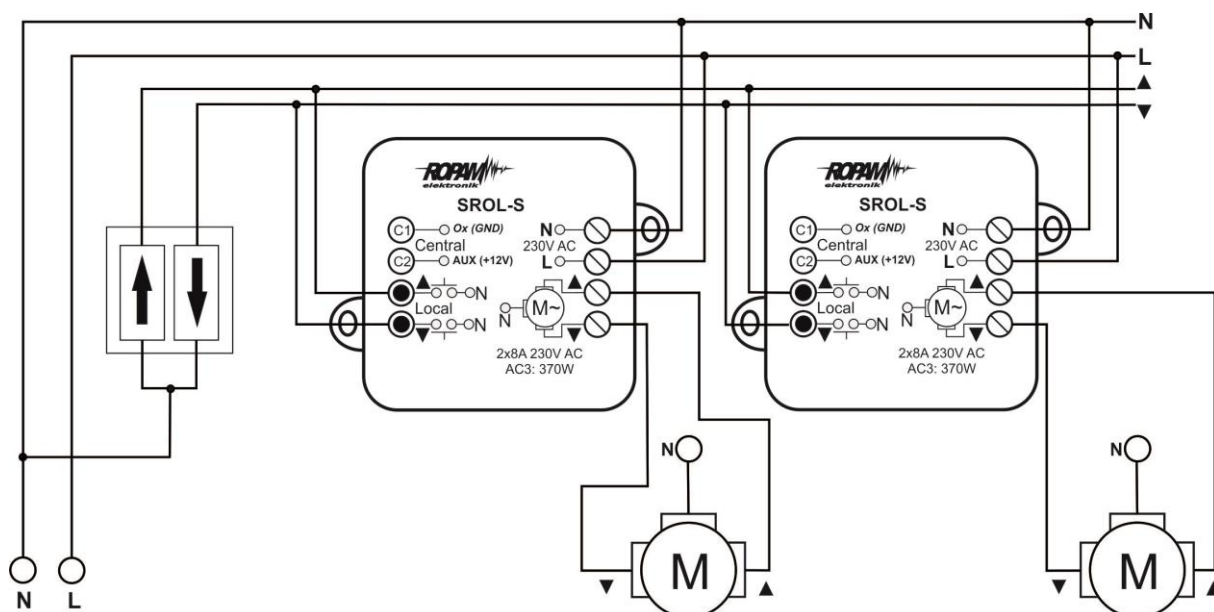 N
L
▲
▼
ROPAM
elektronik
SROL-S
C1 Ox (GND)
Central
C2 AUX (+12V)
▲ N
Local
▼ N
N
230V AC
L
▲
M~
N
▼
2x8A 230V AC
AC3: 370W
ROPAM
elektronik
SROL-S
C1 Ox (GND)
Central
C2 AUX (+12V)
▲ N
Local
▼ N
N
230V AC
L
▲
M~
N
▼
2x8A 230V AC
AC3: 370W
N
M
▼ ▲
N
M
▼ ▲
N L